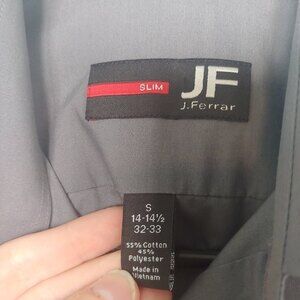 SLIM
JF
J.Ferrar
S
14-14½
32-33
55% Cotton
45%
Polyester
Made in
Vietnam